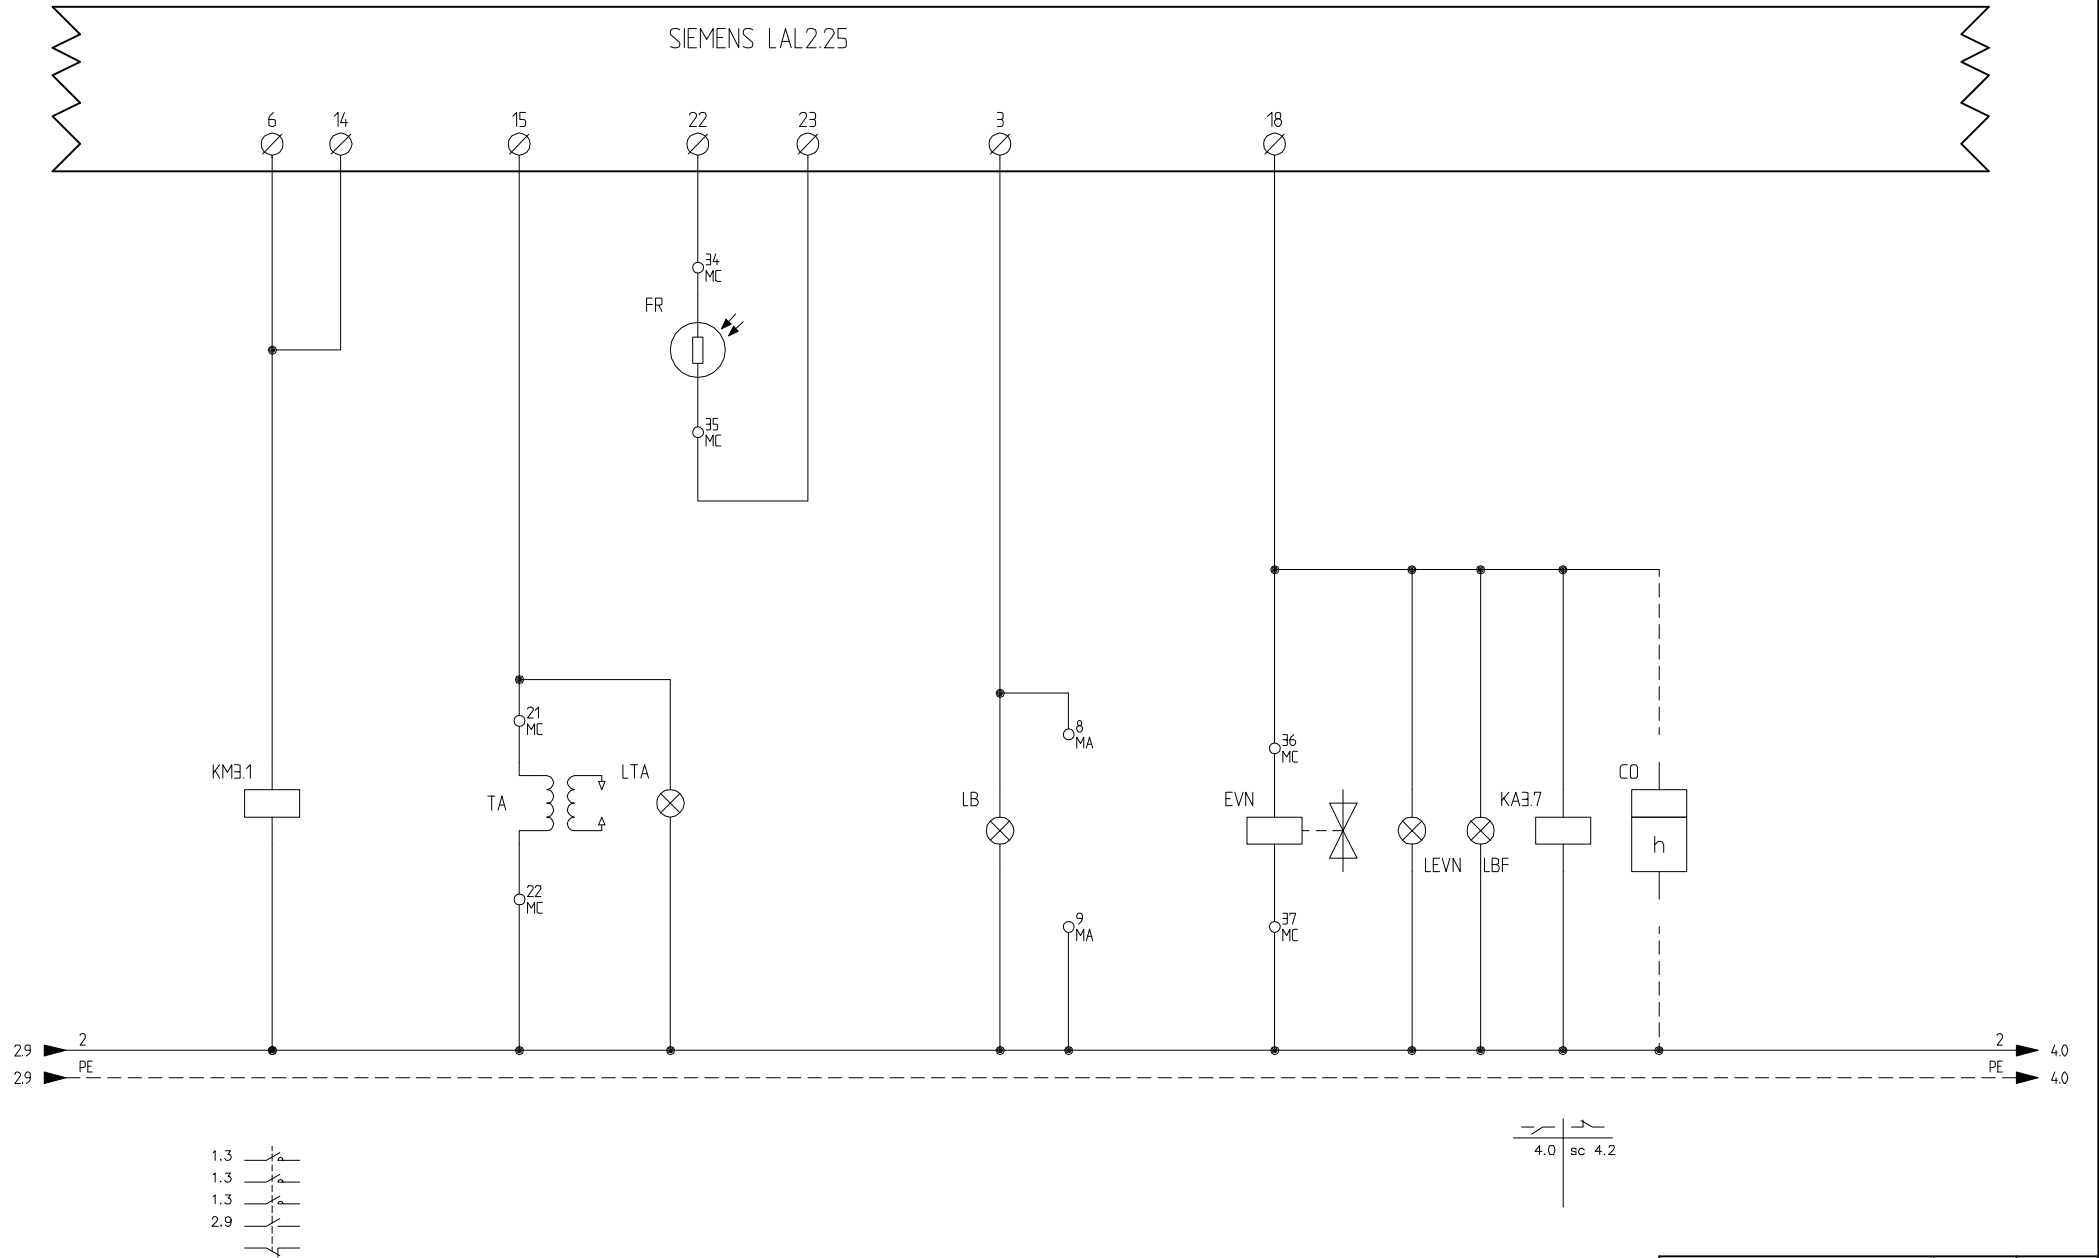 SIEMENS LAL2.25
6 14 15 22 23 3 18
34
MC
FR
35
MC
21
MC
8
MA
36
MC
KM3.1 LTA CO
TA LB EVN KA3.7
h
LEVN LBF
22
MC
9
MA
37
MC
2.9 2 2 4.0
2.9 PE PE 4.0
1.3
4.0 sc 4.2
1.3
1.3
2.9